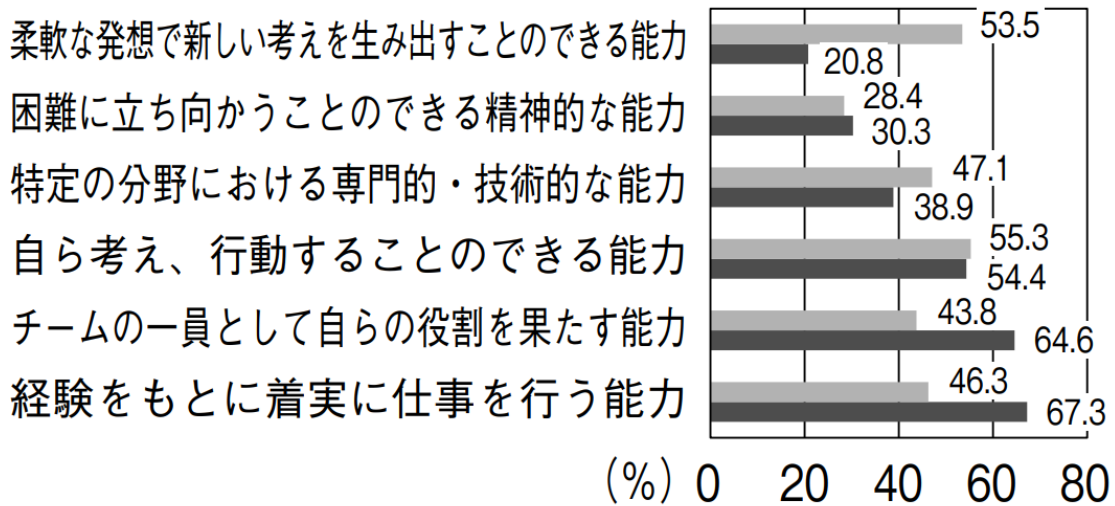 柔軟な発想で新しい考えを生み出すことのできる能力
53.5
20.8
困難に立ち向かうことのできる精神的な能力
28.4
30.3
特定の分野における専門的・技術的な能力
47.1
38.9
自ら考え、行動することのできる能力
55.3
54.4
チームの一員として自らの役割を果たす能力
43.8
64.6
経験をもとに着実に仕事を行う能力
46.3
67.3
(%) 0 20 40 60 80